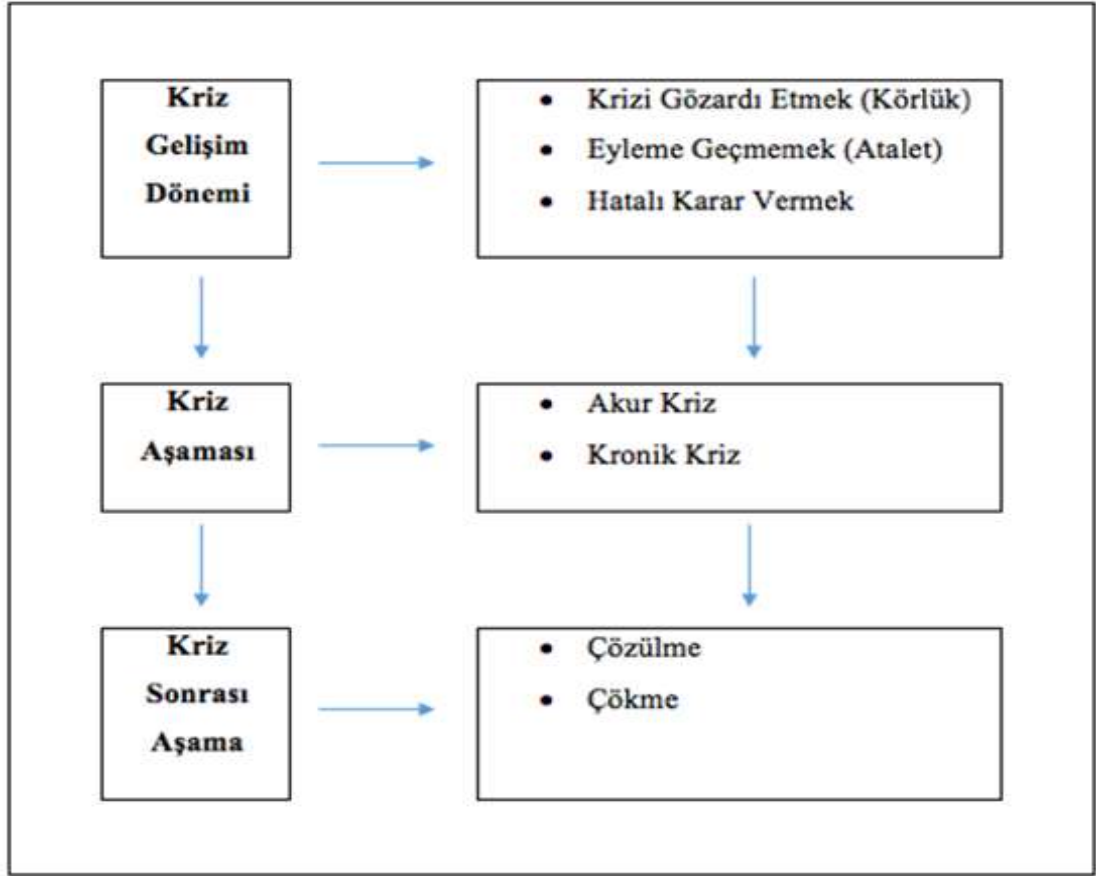 Kriz
Gelişim
Dönemi
• Krizi Gözardı Etmek (Körlük)
• Eyleme Geçmemek (Atalet)
• Hatalı Karar Vermek
Kriz
Aşaması
• Akur Kriz
• Kronik Kriz
Kriz
Sonrası
Aşama
• Çözülme
• Çökme